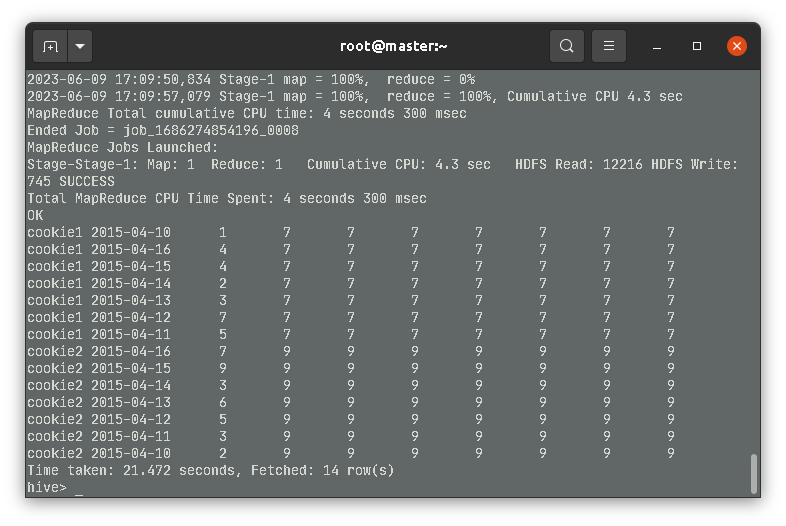 root@master:~
2023-06-09 17:09:50,834 Stage-1 map = 100%,  reduce = 0%
2023-06-09 17:09:57,079 Stage-1 map = 100%,  reduce = 100%, Cumulative CPU 4.3 sec
MapReduce Total cumulative CPU time: 4 seconds 300 msec
Ended Job = job_1686274854196_0008
MapReduce Jobs Launched:
Stage-Stage-1: Map: 1  Reduce: 1   Cumulative CPU: 4.3 sec   HDFS Read: 12216 HDFS Write:
745 SUCCESS
Total MapReduce CPU Time Spent: 4 seconds 300 msec
OK
cookie1 2015-04-10      1       7       7       7       7       7       7       7
cookie1 2015-04-16      4       7       7       7       7       7       7       7
cookie1 2015-04-15      4       7       7       7       7       7       7       7
cookie1 2015-04-14      2       7       7       7       7       7       7       7
cookie1 2015-04-13      3       7       7       7       7       7       7       7
cookie1 2015-04-12      7       7       7       7       7       7       7       7
cookie1 2015-04-11      5       7       7       7       7       7       7       7
cookie2 2015-04-16      7       9       9       9       9       9       9       9
cookie2 2015-04-15      9       9       9       9       9       9       9       9
cookie2 2015-04-14      3       9       9       9       9       9       9       9
cookie2 2015-04-13      6       9       9       9       9       9       9       9
cookie2 2015-04-12      5       9       9       9       9       9       9       9
cookie2 2015-04-11      3       9       9       9       9       9       9       9
cookie2 2015-04-10      2       9       9       9       9       9       9       9
Time taken: 21.472 seconds, Fetched: 14 row(s)
hive> _